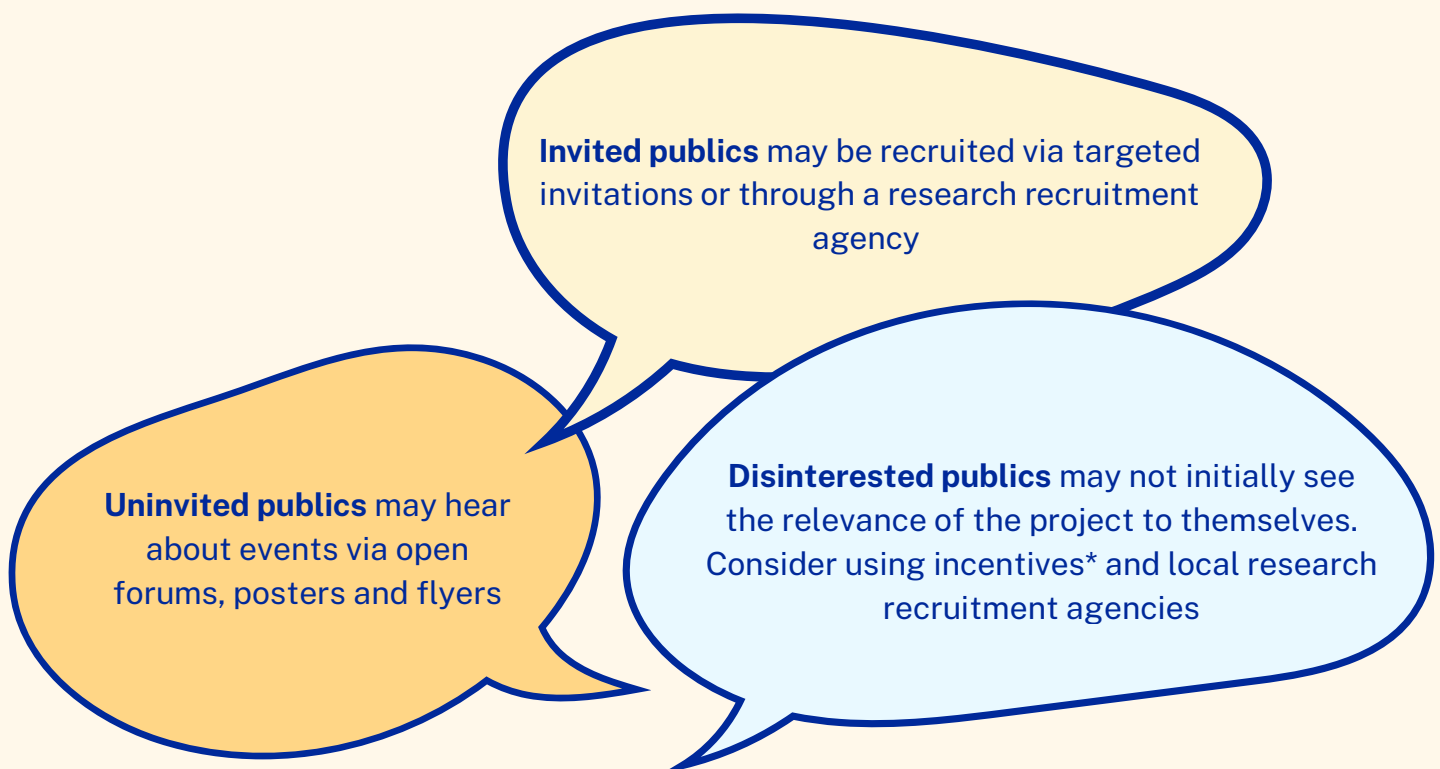 Invited publics may be recruited via targeted
invitations or through a research recruitment
agency
Uninvited publics may hear
about events via open
forums, posters and flyers
Disinterested publics may not initially see
the relevance of the project to themselves.
Consider using incentives* and local research
recruitment agencies